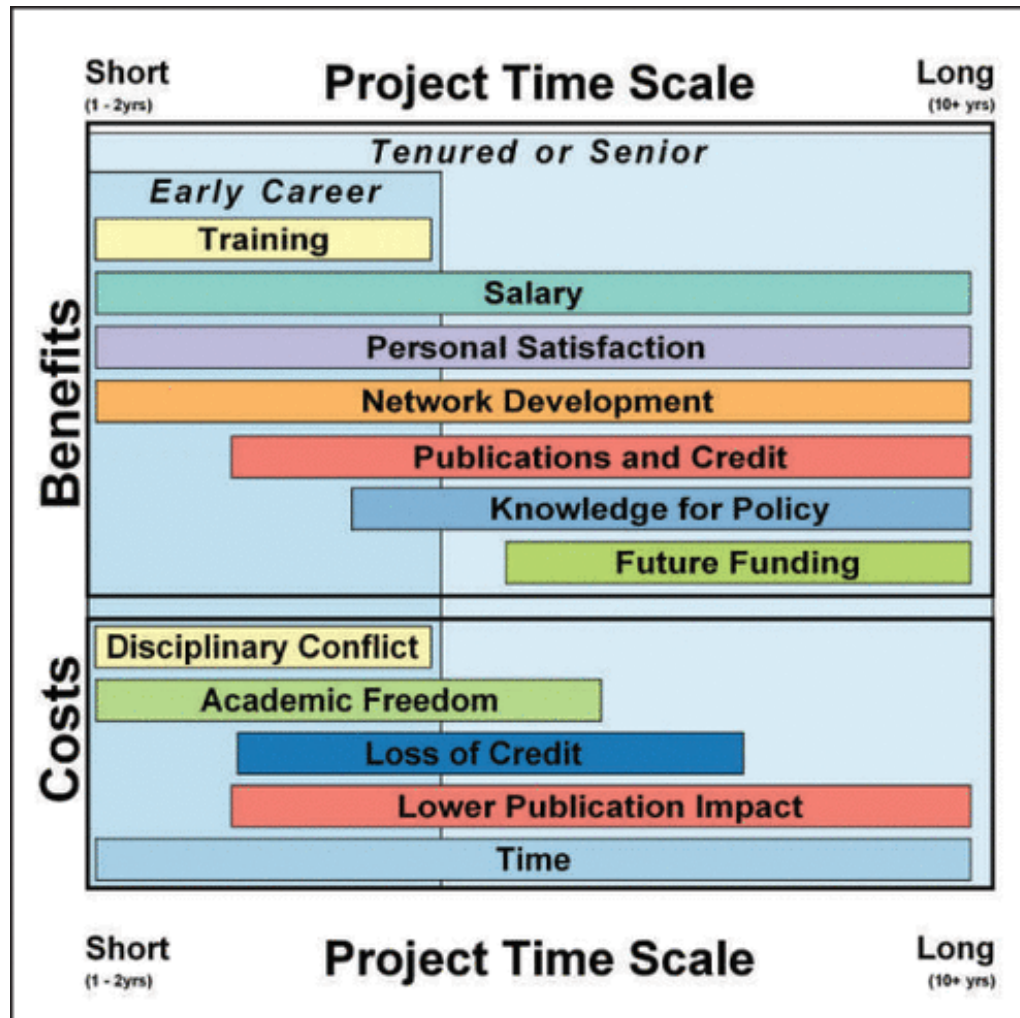 Short Project Time Scale Long
(1 - 2yrs) (10+ yrs)
Tenured or Senior
Early Career
Benefits
Training
Salary
Personal Satisfaction
Network Development
Publications and Credit
Knowledge for Policy
Future Funding
Costs
Disciplinary Conflict
Academic Freedom
Loss of Credit
Lower Publication Impact
Time
Short Project Time Scale Long
(1 - 2yrs) (10+ yrs)